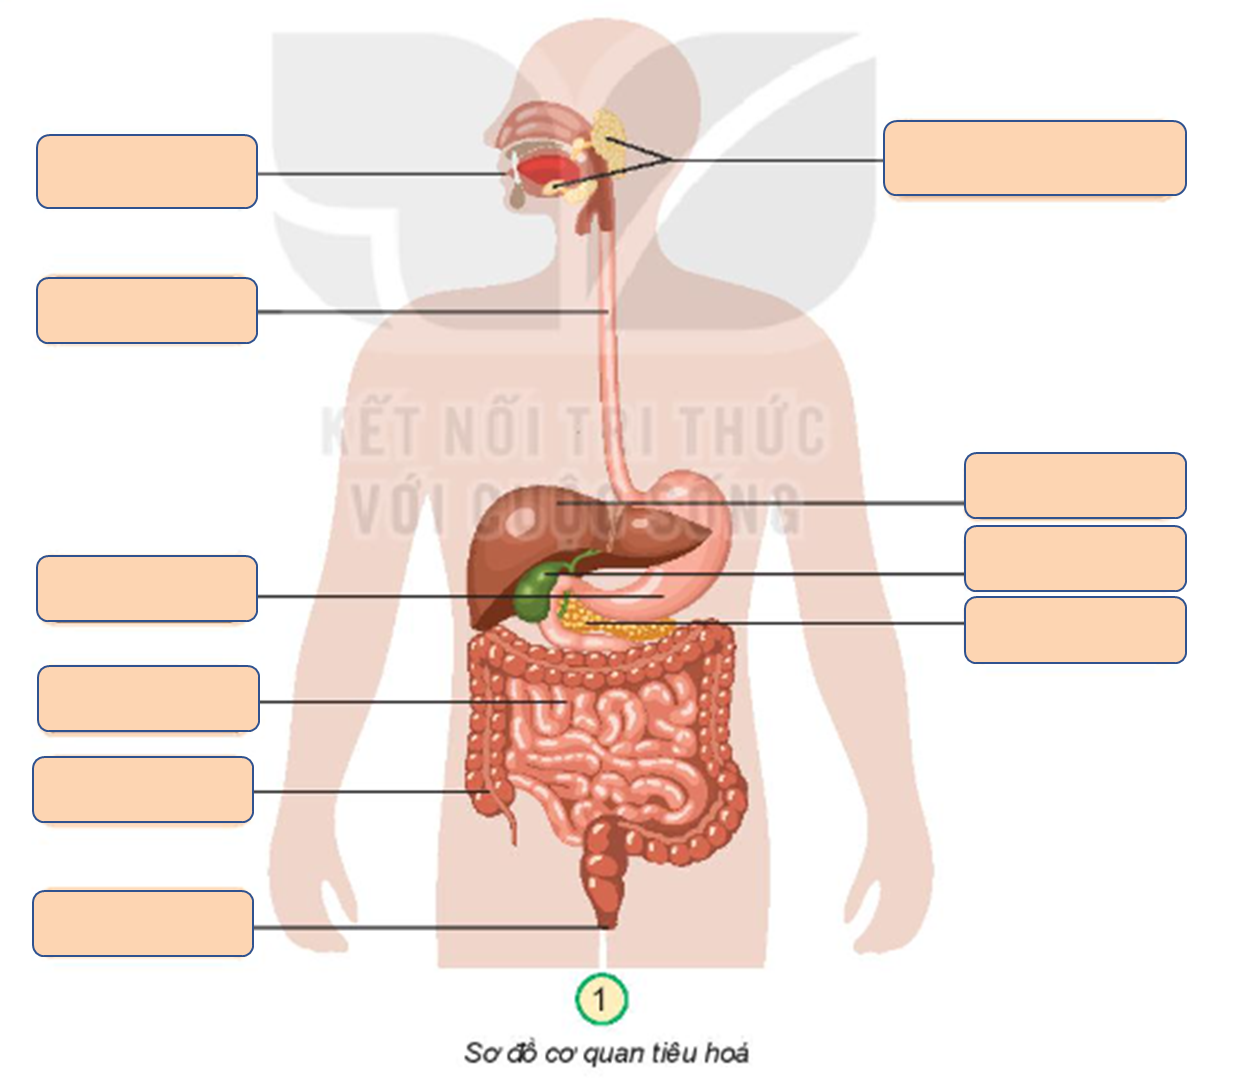 KẾT NỐI TRI THỨC
VỚI CUỘC SỐNG
1
Sơ đồ cơ quan tiêu hoá